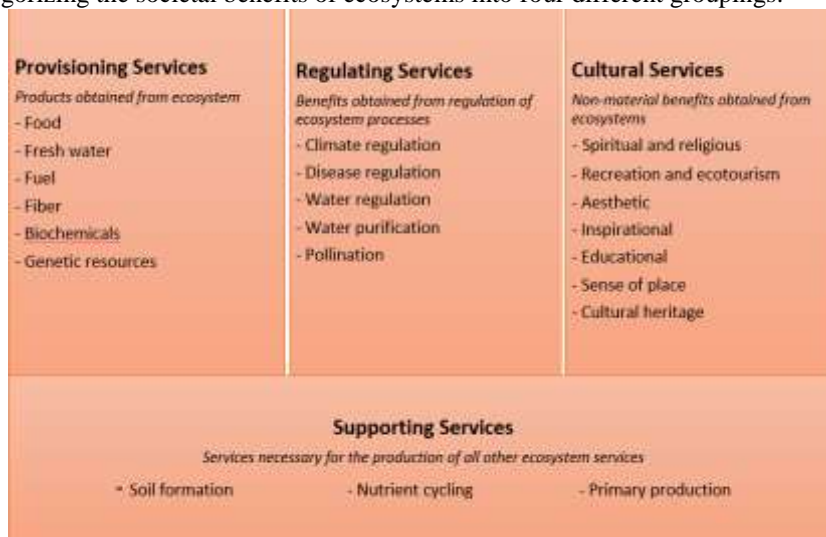 gorizing the societal benefits of ecosystems into four different groupings.
Provisioning Services
Products obtained from ecosystem
- Food
- Fresh water
- Fuel
- Fiber
- Biochemicals
- Genetic resources
Regulating Services
Benefits obtained from regulation of
ecosystem processes
- Climate regulation
- Disease regulation
- Water regulation
- Water purification
- Pollination
Cultural Services
Non-material benefits obtained from
ecosystems
- Spiritual and religious
- Recreation and ecotourism
- Aesthetic
- Inspirational
- Educational
- Sense of place
- Cultural heritage
Supporting Services
Services necessary for the production of all other ecosystem services
- Soil formation - Nutrient cycling - Primary production